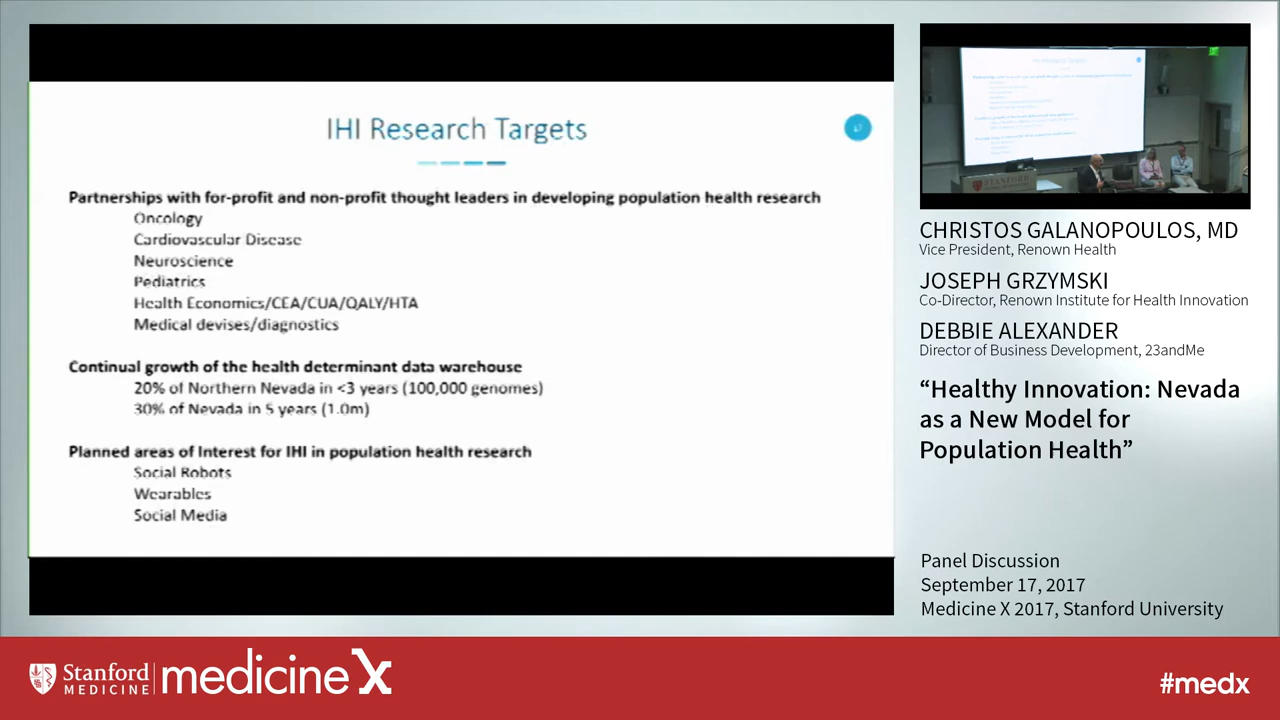 IHI Research Targets
Partnerships with for-profit and non-profit thought leaders in developing population health research
Oncology
Cardiovascular Disease
Neuroscience
Pediatrics
Health Economics/CEA/CUA/QALY/HTA
Medical devises/diagnostics
Continual growth of the health determinant data warehouse
20% of Northern Nevada in <3 years (100,000 genomes)
30% of Nevada in 5 years (1.0m)
Planned areas of Interest for IHI in population health research
Social Robots
Wearables
Social Media
CHRISTOS GALANOPOULOS, MD
Vice President, Renown Health
JOSEPH GRZYMSKI
Co-Director, Renown Institute for Health Innovation
DEBBIE ALEXANDER
Director of Business Development, 23andMe
“Healthy Innovation: Nevada
as a New Model for
Population Health”
Panel Discussion
September 17, 2017
Medicine X 2017, Stanford University
Stanford
MEDICINE
medicine X
#medx